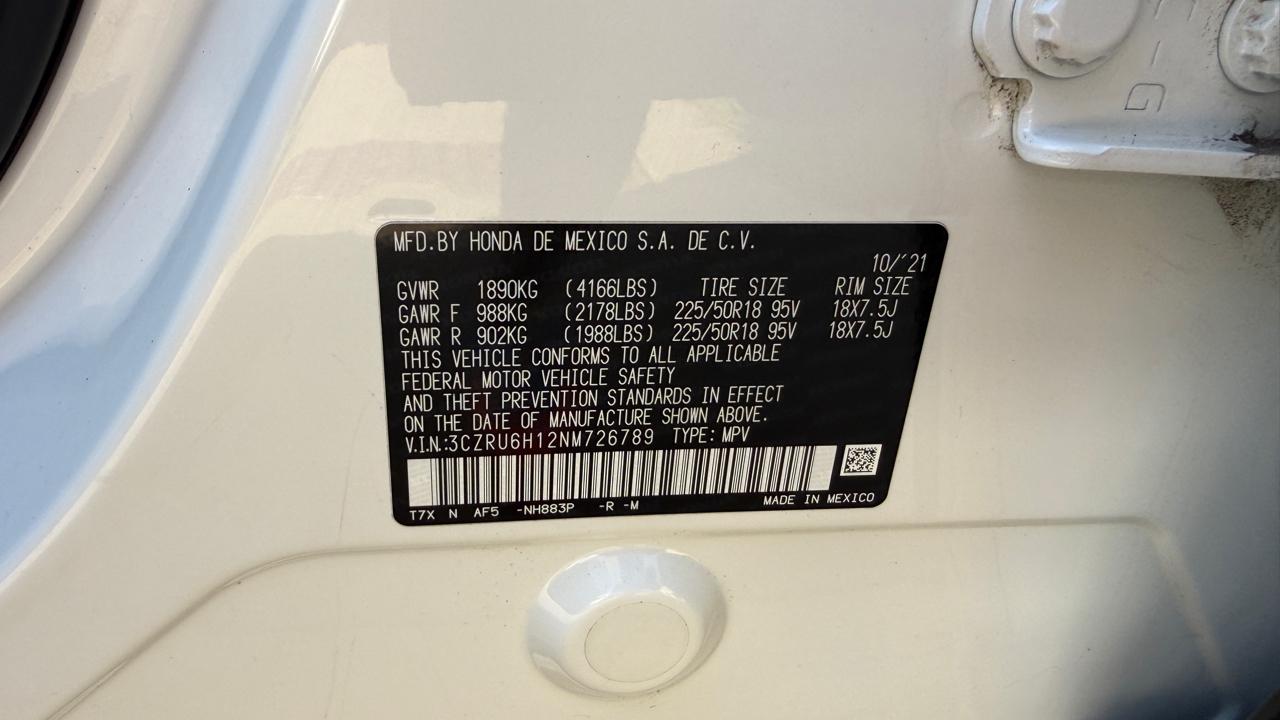 MFD.BY HONDA DE MEXICO S.A. DE C.V.
10/´21
GVWR 1890KG (4166LBS) TIRE SIZE RIM SIZE
GAWR F 988KG (2178LBS) 225/50R18 95V 18X7.5J
GAWR R 902KG (1988LBS) 225/50R18 95V 18X7.5J
THIS VEHICLE CONFORMS TO ALL APPLICABLE
FEDERAL MOTOR VEHICLE SAFETY
AND THEFT PREVENTION STANDARDS IN EFFECT
ON THE DATE OF MANUFACTURE SHOWN ABOVE.
V.I.N.:3CZRU6H12NM726789 TYPE: MPV
T7X N AF5 -NH883P -R -M MADE IN MEXICO